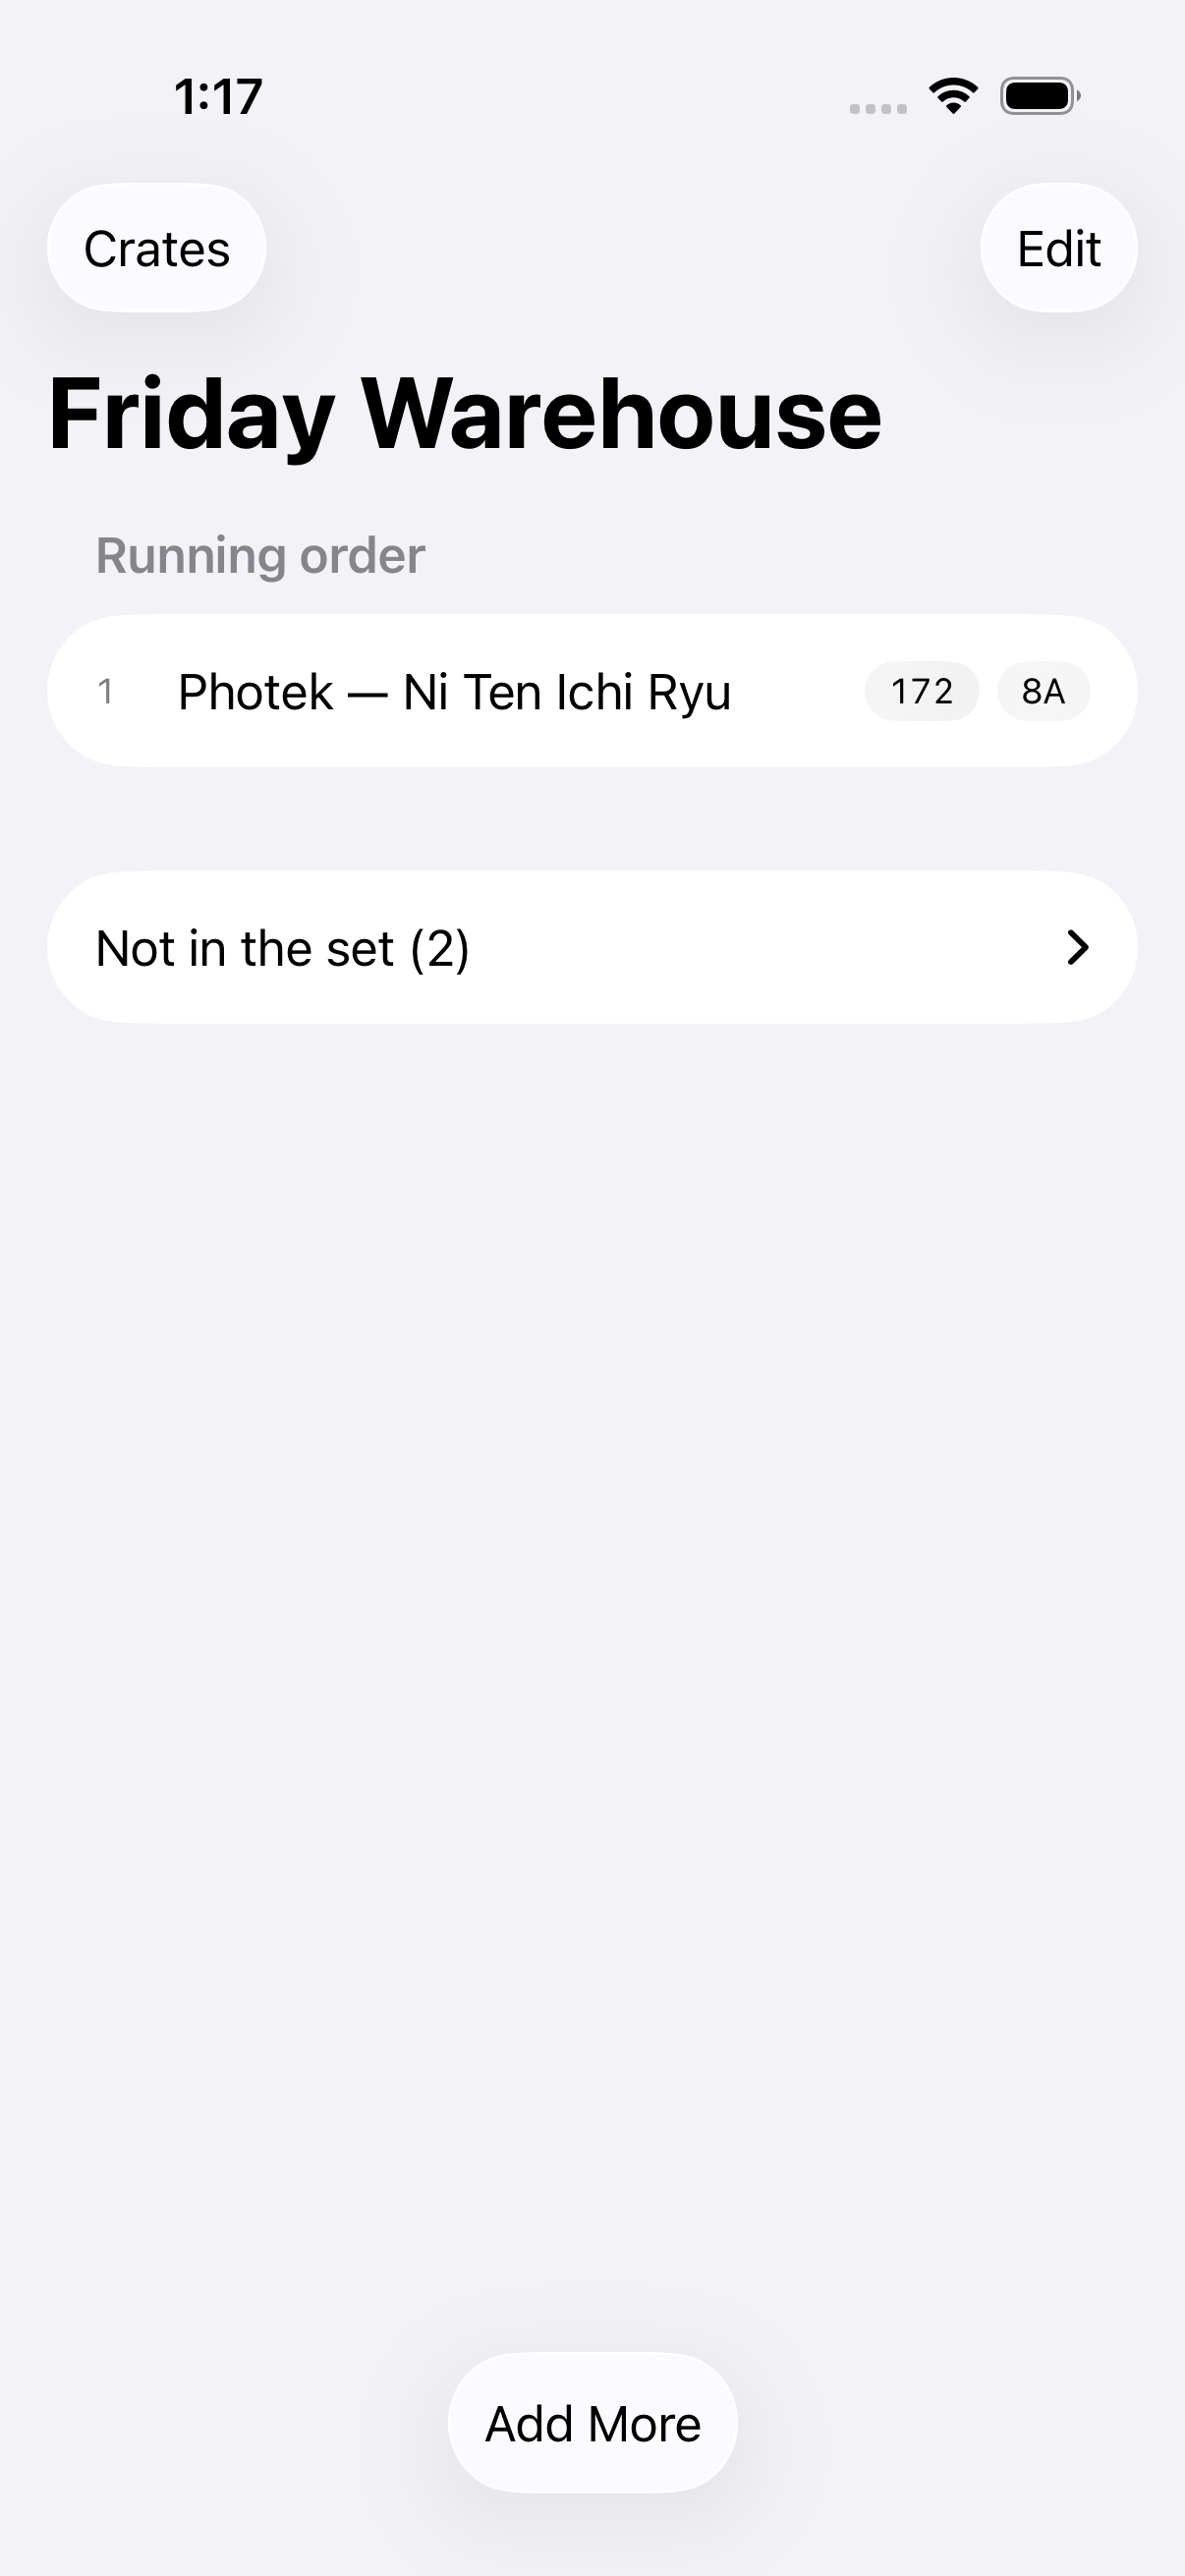 1:17
Crates
Edit
Friday Warehouse
Running order
1 Photek — Ni Ten Ichi Ryu 172 8A
Not in the set (2)
Add More